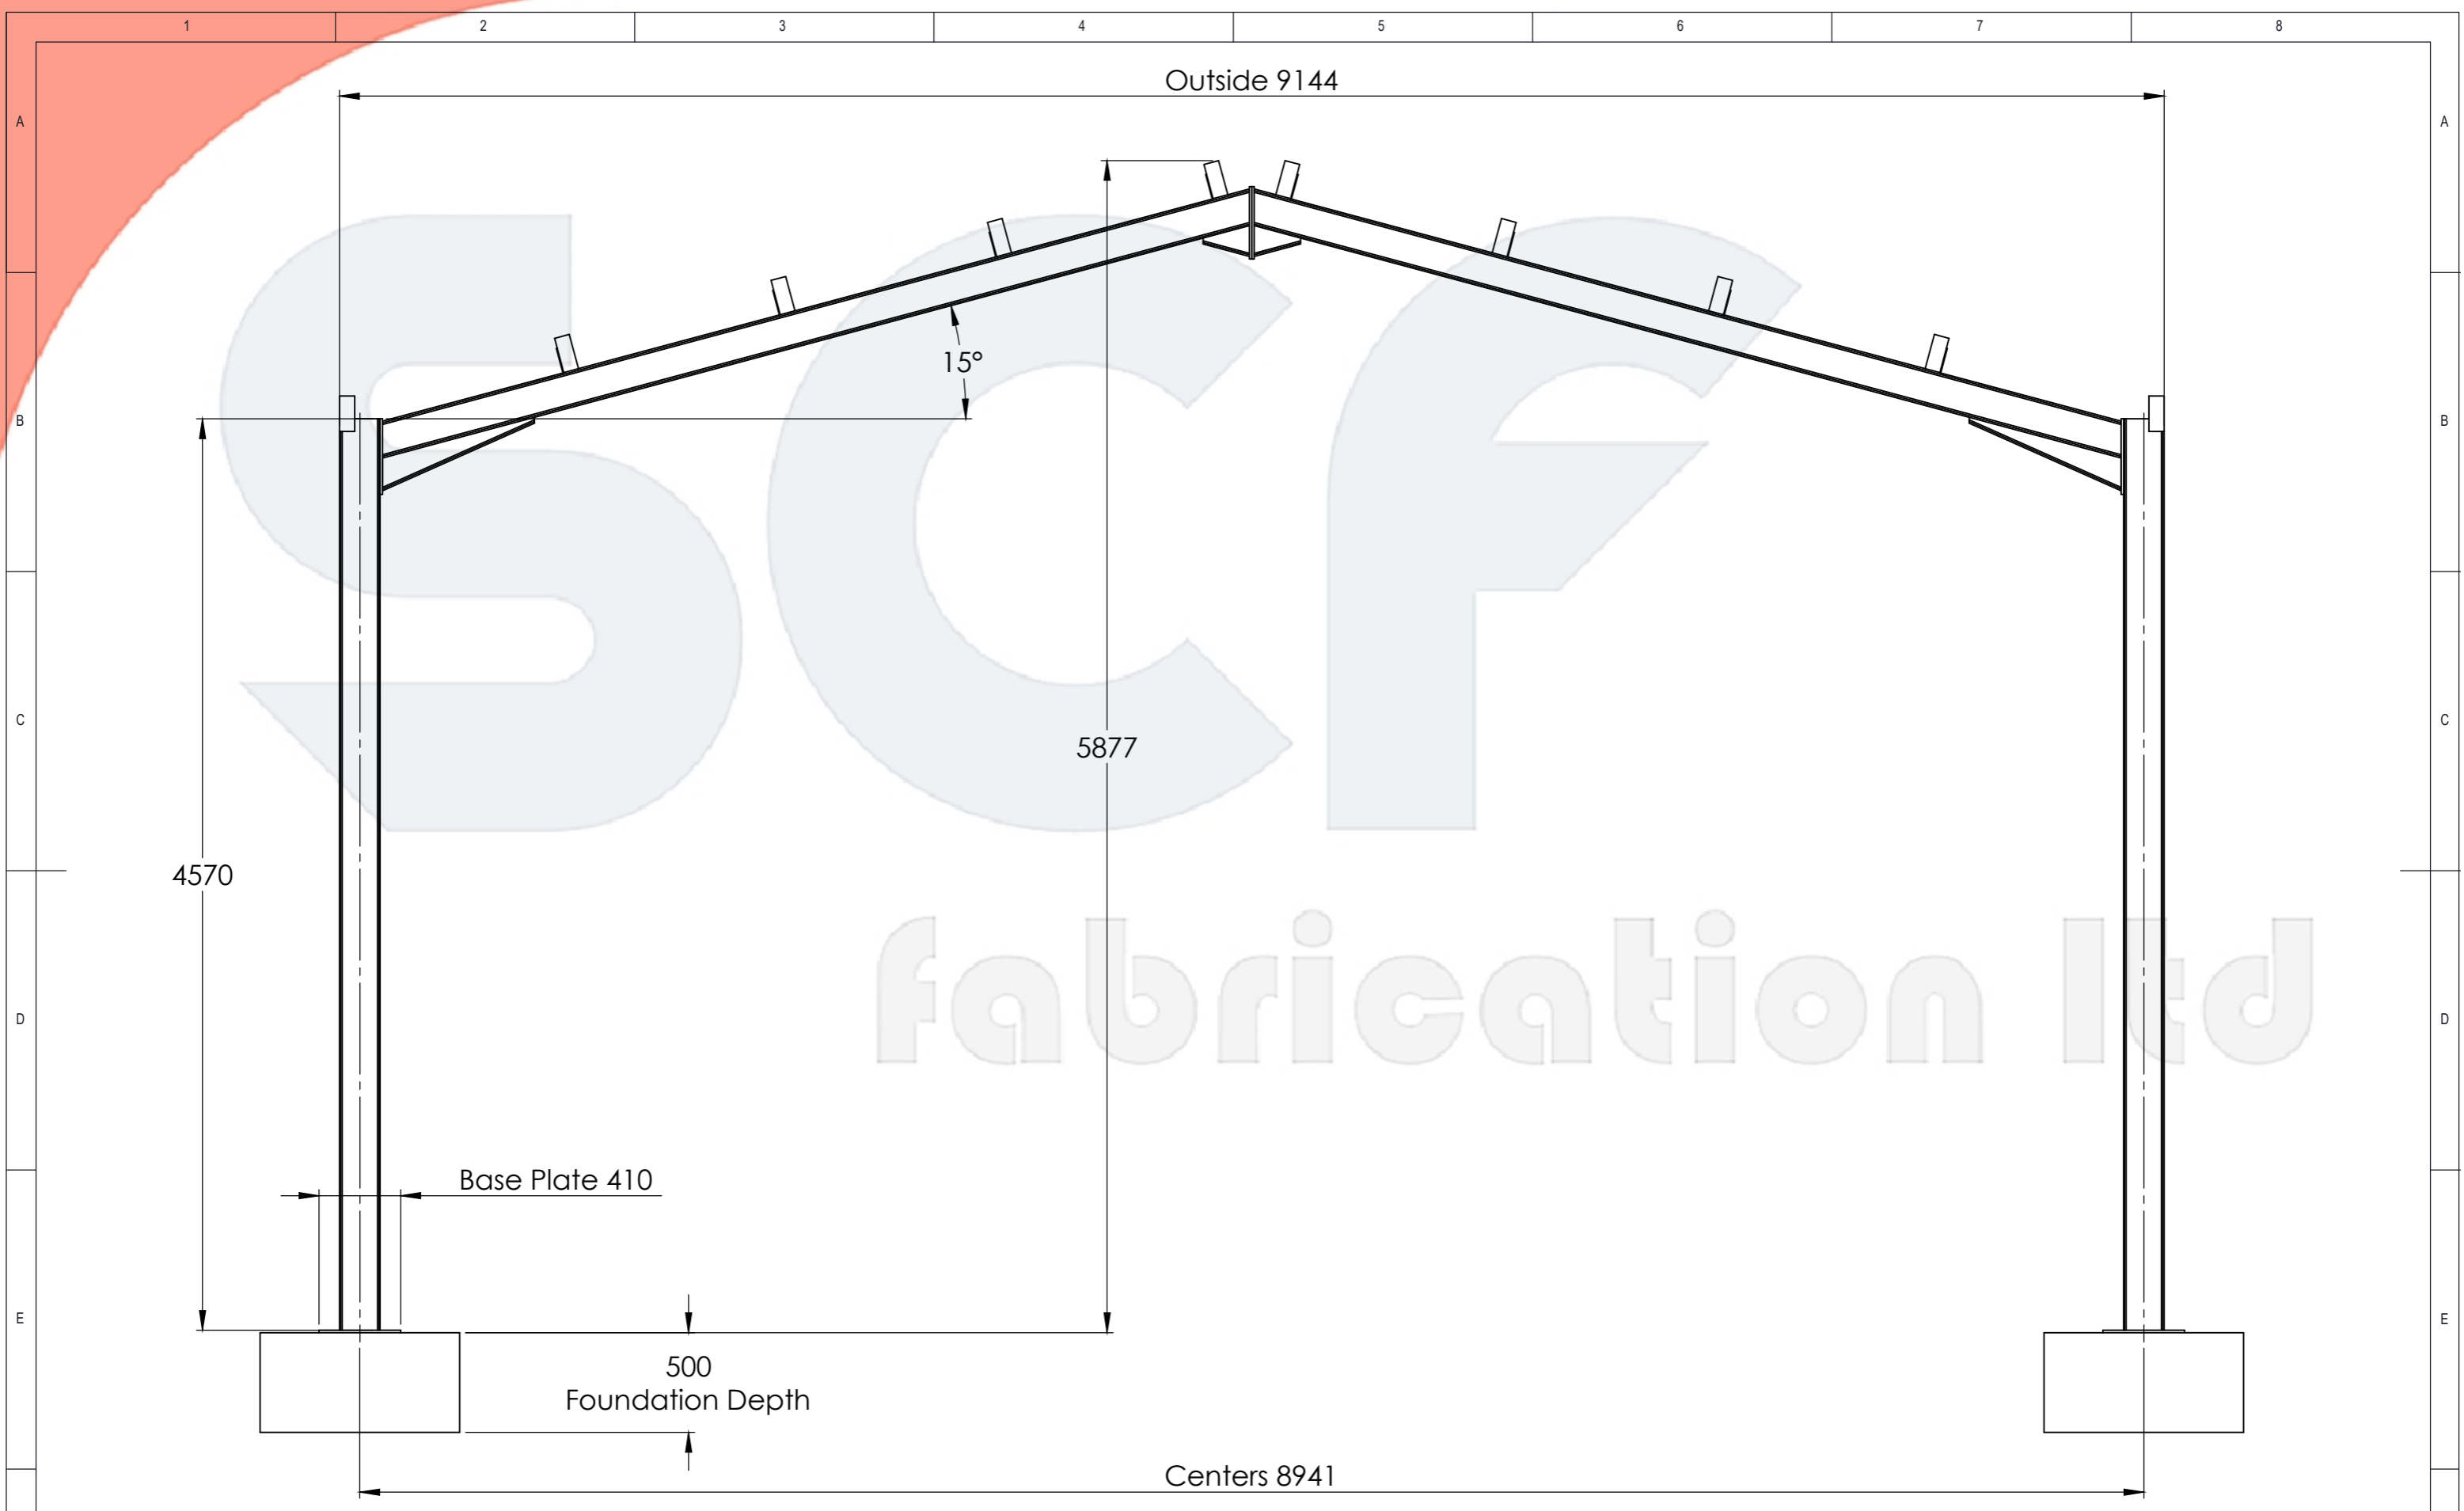 1 2 3 4 5 6 7 8
Outside 9144
A A
15°
B B
SCF
C C
5877
4570
fabrication ltd
D D
Base Plate 410
E E
500
Foundation Depth
Centers 8941